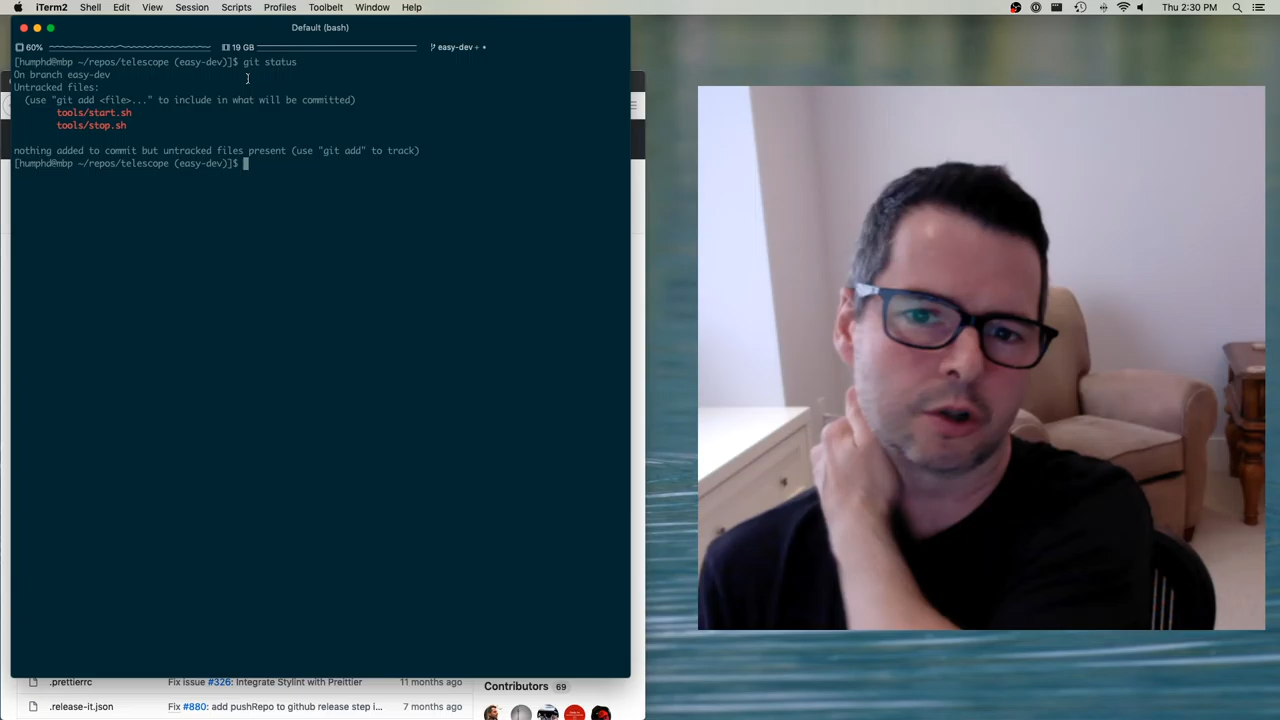 iTerm2 Shell Edit View Session Scripts Profiles Toolbelt Window Help Thu 2:30 PM
Default (bash)
60% 19 GB easy-dev + •
[humphd@mbp ~/repos/telescope (easy-dev)]$ git status
On branch easy-dev
Untracked files:
(use "git add <file>..." to include in what will be committed)
tools/start.sh
tools/stop.sh
nothing added to commit but untracked files present (use "git add" to track)
[humphd@mbp ~/repos/telescope (easy-dev)]$
.prettierrc Fix issue #326: Integrate Stylint with Preittier 11 months ago
Contributors 69
.release-it.json Fix #880: add pushRepo to github release step i... 7 months ago